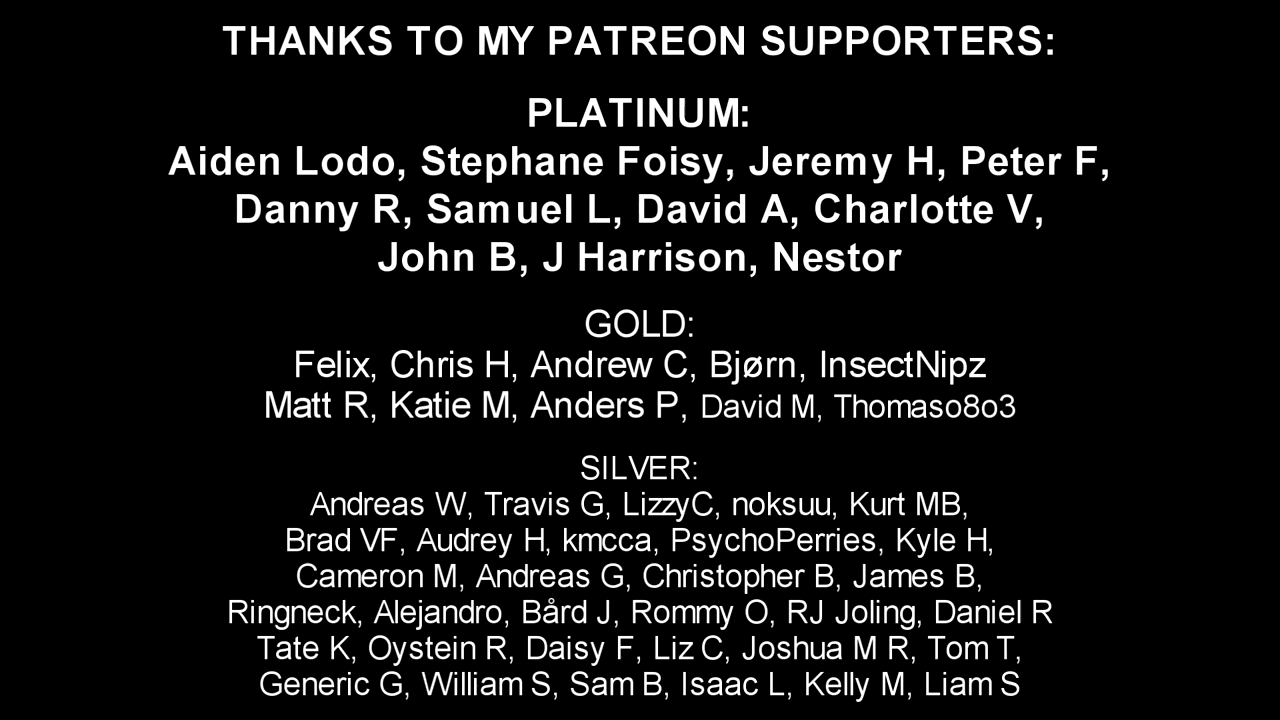 THANKS TO MY PATREON SUPPORTERS:
PLATINUM:
Aiden Lodo, Stephane Foisy, Jeremy H, Peter F,
Danny R, Samuel L, David A, Charlotte V,
John B, J Harrison, Nestor
GOLD:
Felix, Chris H, Andrew C, Bjørn, InsectNipz
Matt R, Katie M, Anders P, David M, Thomaso8o3
SILVER:
Andreas W, Travis G, LizzyC, noksuu, Kurt MB,
Brad VF, Audrey H, kmcca, PsychoPerries, Kyle H,
Cameron M, Andreas G, Christopher B, James B,
Ringneck, Alejandro, Bård J, Rommy O, RJ Joling, Daniel R
Tate K, Oystein R, Daisy F, Liz C, Joshua M R, Tom T,
Generic G, William S, Sam B, Isaac L, Kelly M, Liam S